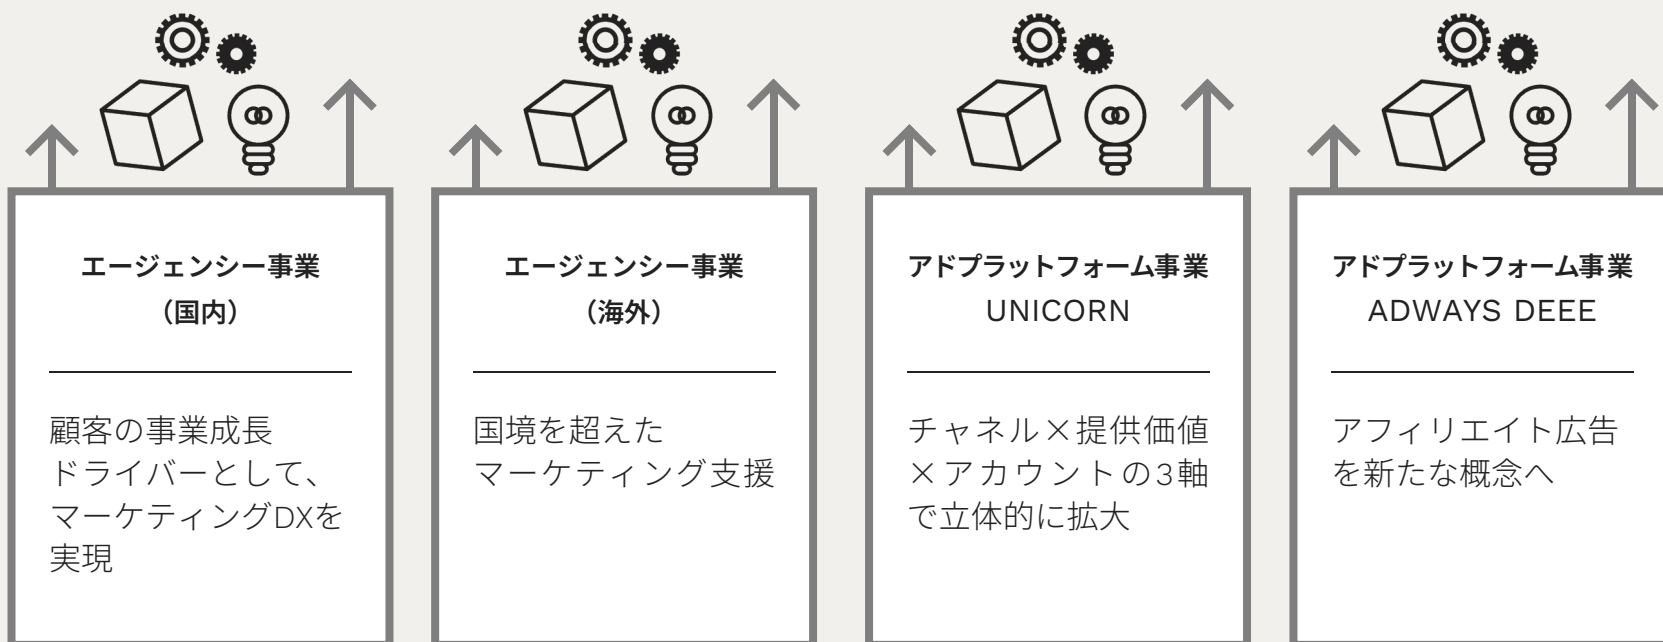 エージェンシー事業
（国内）
顧客の事業成長
ドライバーとして、
マーケティングDXを
実現
エージェンシー事業
（海外）
国境を超えた
マーケティング支援
アドプラットフォーム事業
UNICORN
チャネル×提供価値
×アカウントの3軸
で立体的に拡大
アドプラットフォーム事業
ADWAYS DEEE
アフィリエイト広告
を新たな概念へ